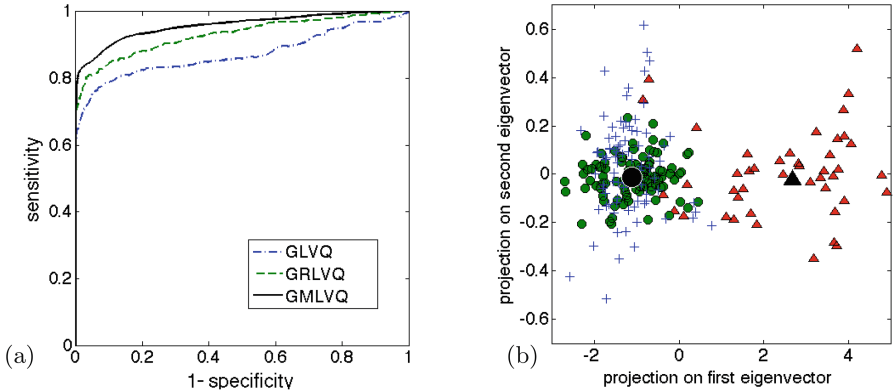 1
0.8
0.6
0.4
0.2
0
sensitivity
GLVQ
GRLVQ
GMLVQ
0
0.2
0.4
0.6
0.8
1
1- specificity
(a)
0.6
0.4
0.2
0
-0.2
-0.4
-0.6
projection on second eigenvector
-2
0
2
4
projection on first eigenvector
(b)